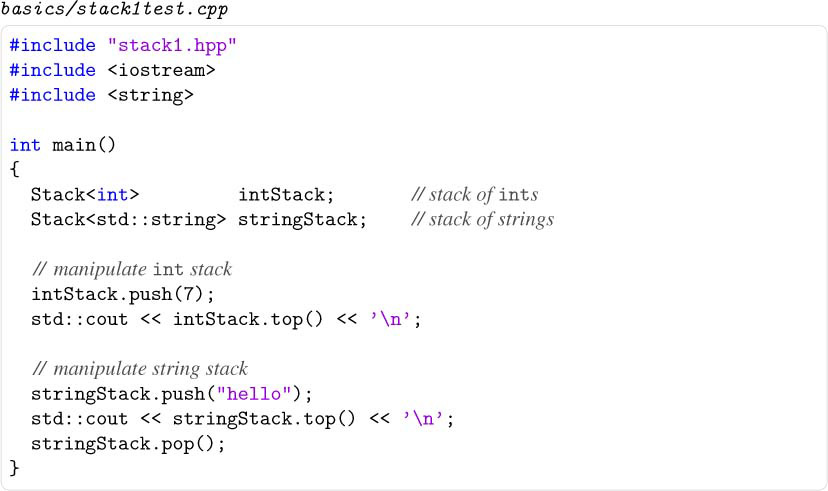 basics/stack1test.cpp
#include "stack1.hpp"
#include <iostream>
#include <string>
int main()
{
Stack<int> intStack; // stack of ints
Stack<std::string> stringStack; // stack of strings
// manipulate int stack
intStack.push(7);
std::cout << intStack.top() << '\n';
// manipulate string stack
stringStack.push("hello");
std::cout << stringStack.top() << '\n';
stringStack.pop();
}